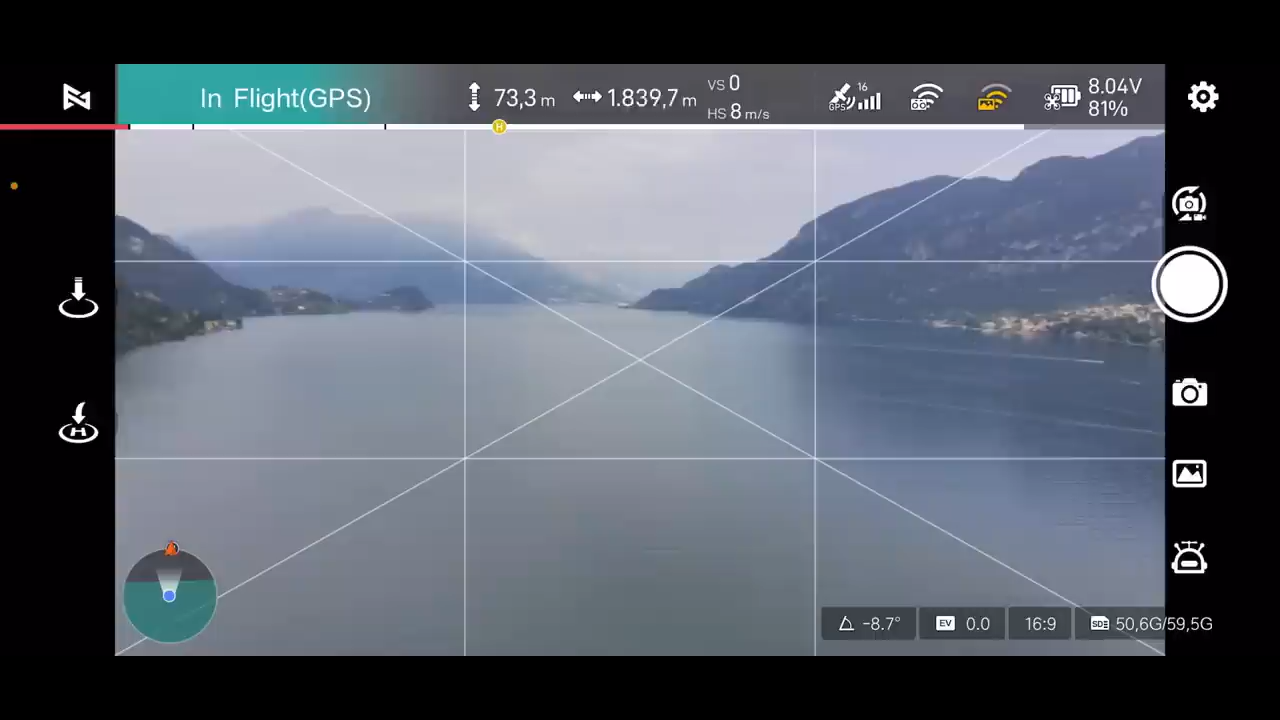 In Flight(GPS)
73,3 m
1.839,7 m
VS 0
HS 8 m/s
GPS 16
8.04V
81%
H
H
-8.7°
EV 0.0
16:9
SD 50,6G/59,5G